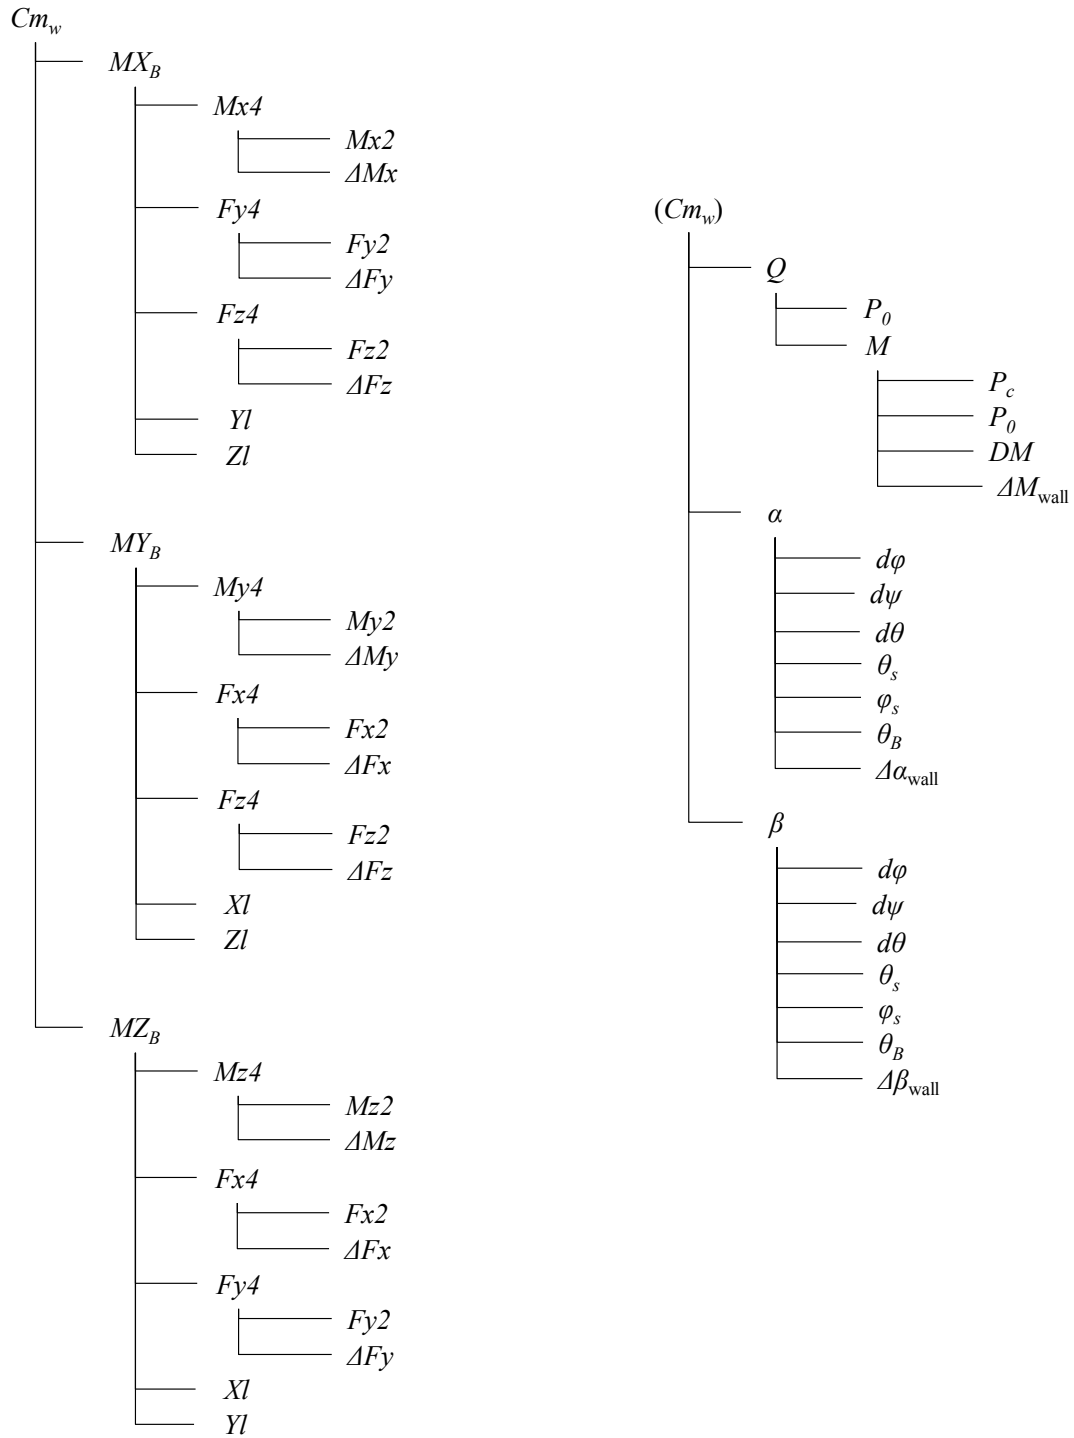 Cm_w
MX_B
Mx4
Mx2
ΔMx
Fy4
Fy2
ΔFy
Fz4
Fz2
ΔFz
Yl
Zl
MY_B
My4
My2
ΔMy
Fx4
Fx2
ΔFx
Fz4
Fz2
ΔFz
Xl
Zl
MZ_B
Mz4
Mz2
ΔMz
Fx4
Fx2
ΔFx
Fy4
Fy2
ΔFy
Xl
Yl
(Cm_w)
Q
P_0
M
P_c
P_0
DM
ΔM_wall
α
dφ
dψ
dθ
θ_s
φ_s
θ_B
Δα_wall
β
dφ
dψ
dθ
θ_s
φ_s
θ_B
Δβ_wall